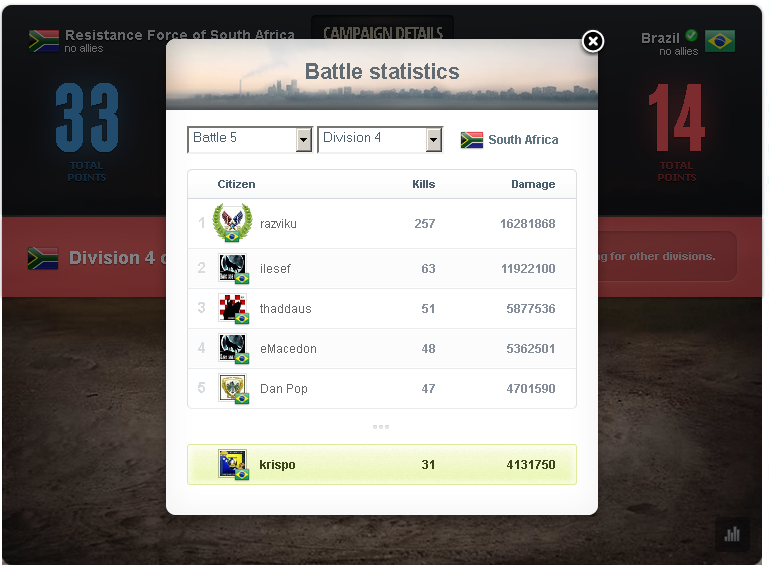 Resistance Force of South Africa
no allies
CAMPAIGN DETAILS
Brazil
no allies
33
TOTAL
POINTS
14
TOTAL
POINTS
Battle statistics
Battle 5
Division 4
South Africa
Citizen Kills Damage
1 razviku 257 16281868
2 ilesef 63 11922100
3 thaddaus 51 5877536
4 eMacedon 48 5362501
5 Dan Pop 47 4701590
...
krispo 31 4131750
Division 4
ng for other divisions.